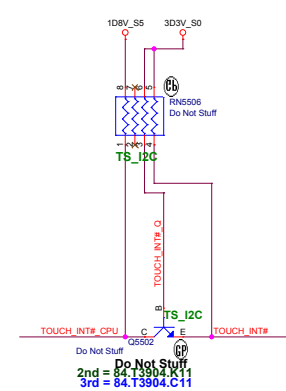 1D8V_S5 3D3V_S0
8 7 6 5
RN5506
Do Not Stuff
1 2 3 4
TS_I2C
TOUCH_INT#_Q
B
TS_I2C
TOUCH_INT#_CPU C E TOUCH_INT#
Do Not Stuff Q5502
GP
Do Not Stuff
2nd = 84.T3904.K11
3rd = 84.T3904.C11